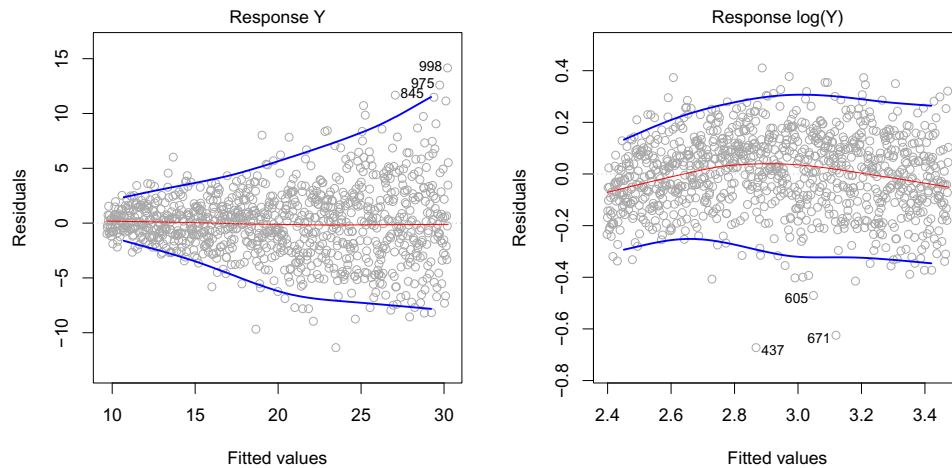 Response Y
Residuals
15
10
5
0
−5
−10
998
975
845
10 15 20 25 30
Fitted values
Response log(Y)
Residuals
0.4
0.2
0.0
−0.2
−0.4
−0.6
−0.8
605
671
437
2.4 2.6 2.8 3.0 3.2 3.4
Fitted values